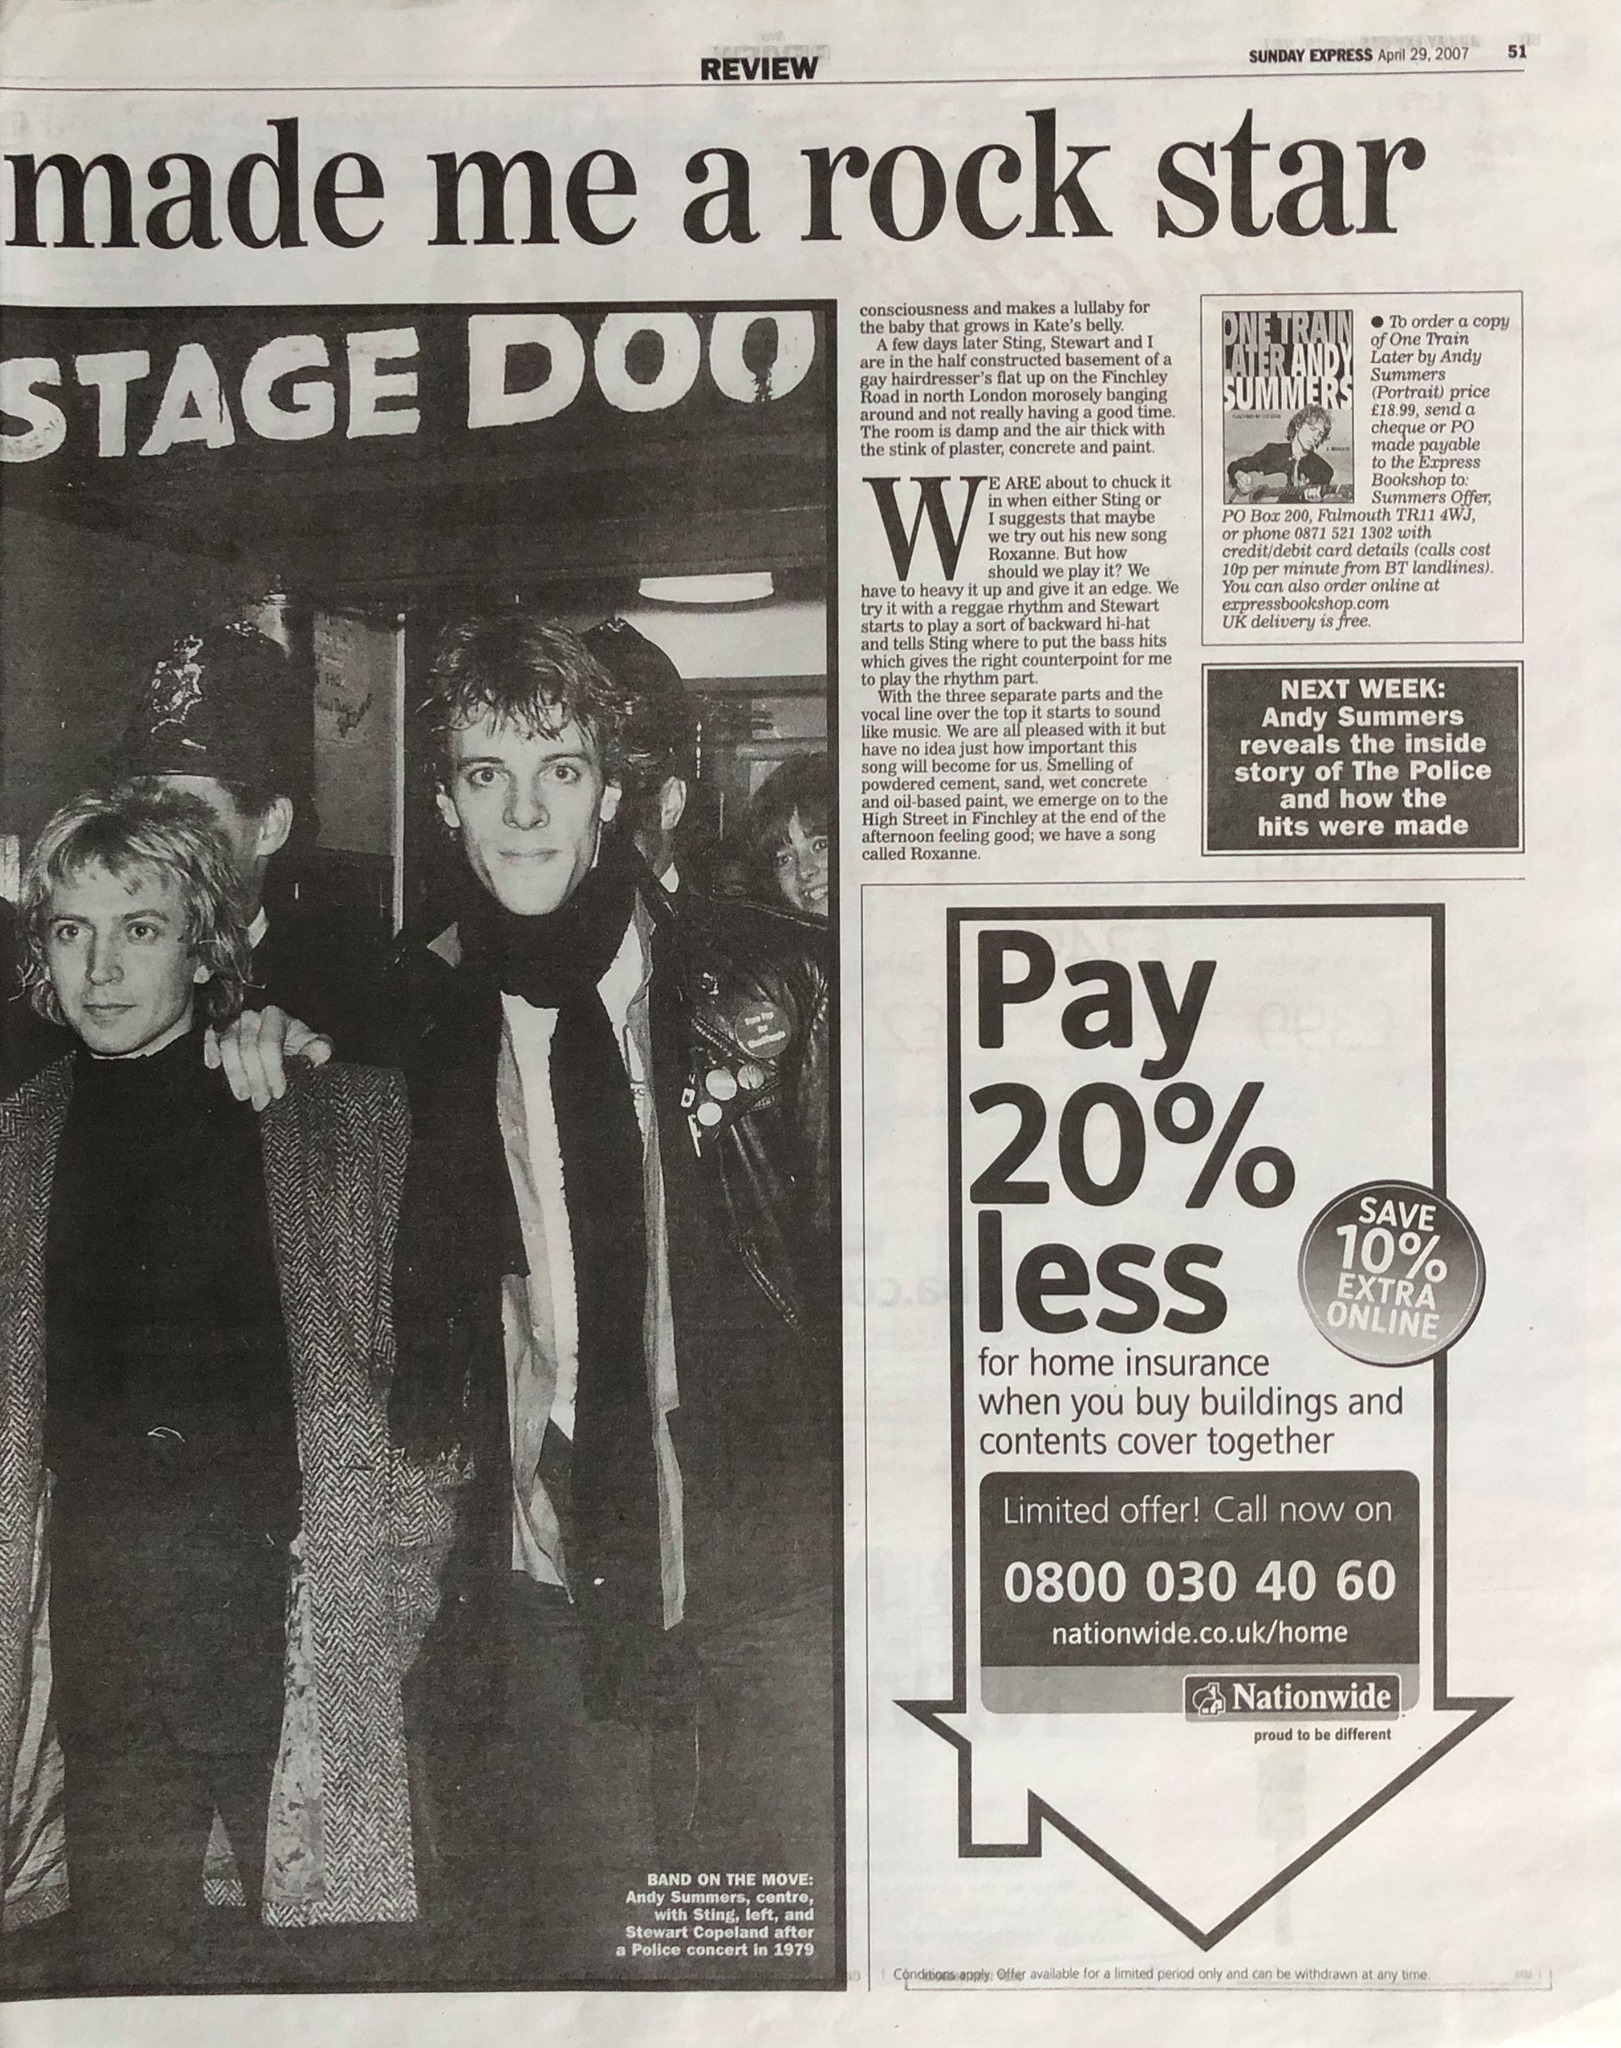 REVIEW
SUNDAY EXPRESS April 29, 2007 51
made me a rock star
STAGE DOO
BAND ON THE MOVE:
Andy Summers, centre,
with Sting, left, and
Stewart Copeland after
a Police concert in 1979
consciousness and makes a lullaby for
the baby that grows in Kate's belly.
A few days later Sting, Stewart and I
are in the half constructed basement of a
gay hairdresser's flat up on the Finchley
Road in north London morosely banging
around and not really having a good time.
The room is damp and the air thick with
the stink of plaster, concrete and paint.
WE ARE about to chuck it
in when either Sting or
I suggests that maybe
we try out his new song
Roxanne. But how
should we play it? We
have to heavy it up and give it an edge. We
try it with a reggae rhythm and Stewart
starts to play a sort of backward hi-hat
and tells Sting where to put the bass hits
which gives the right counterpoint for me
to play the rhythm part.
With the three separate parts and the
vocal line over the top it starts to sound
like music. We are all pleased with it but
have no idea just how important this
song will become for us. Smelling of
powdered cement, sand, wet concrete
and oil-based paint, we emerge on to the
High Street in Finchley at the end of the
afternoon feeling good; we have a song
called Roxanne.
ONE TRAIN
LATER ANDY
SUMMERS
● To order a copy
of One Train
Later by Andy
Summers
(Portrait) price
£18.99, send a
cheque or PO
made payable
to the Express
Bookshop to:
Summers Offer,
PO Box 200, Falmouth TR11 4WJ,
or phone 0871 521 1302 with
credit/debit card details (calls cost
10p per minute from BT landlines).
You can also order online at
expressbookshop.com
UK delivery is free.
NEXT WEEK:
Andy Summers
reveals the inside
story of The Police
and how the
hits were made
Pay
20%
less
SAVE
10%
EXTRA
ONLINE
for home insurance
when you buy buildings and
contents cover together
Limited offer! Call now on
0800 030 40 60
nationwide.co.uk/home
Nationwide
proud to be different
Conditions apply. Offer available for a limited period only and can be withdrawn at any time.